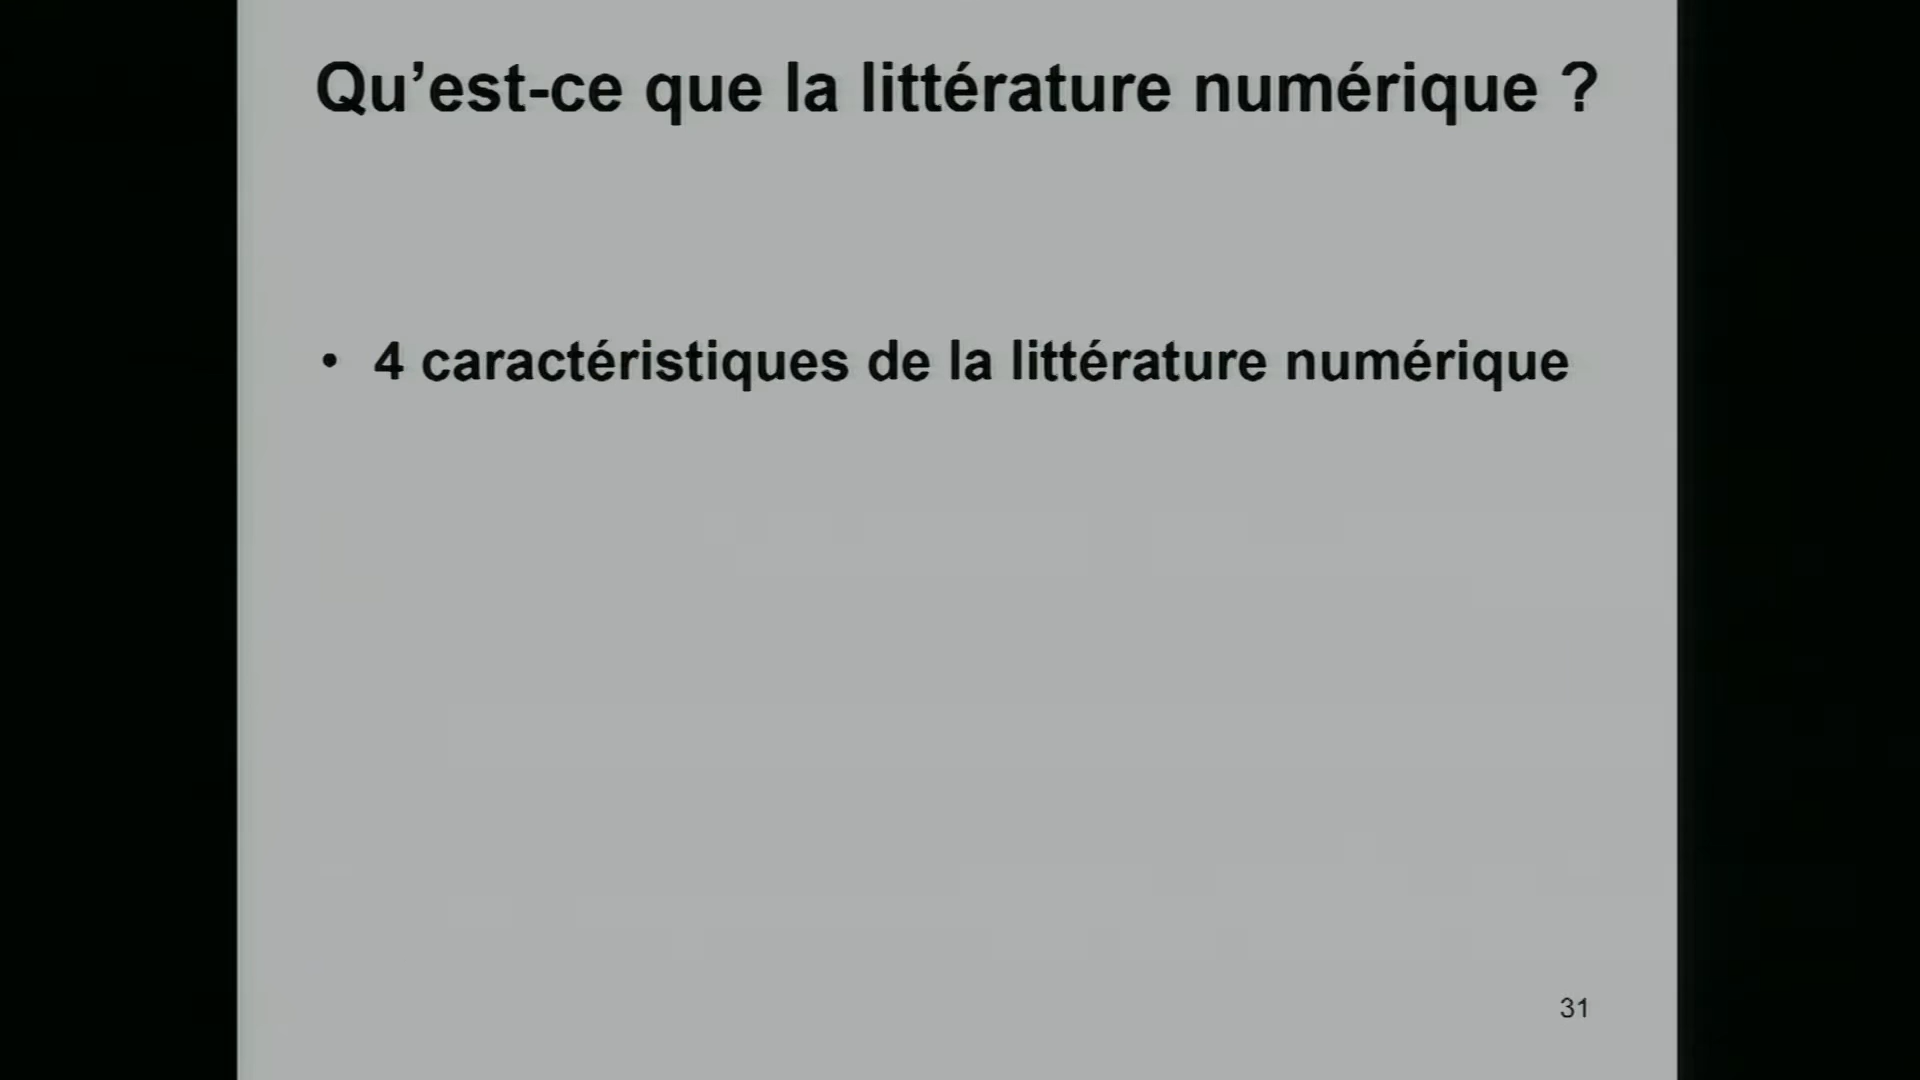 Qu’est-ce que la littérature numérique ?
• 4 caractéristiques de la littérature numérique
31